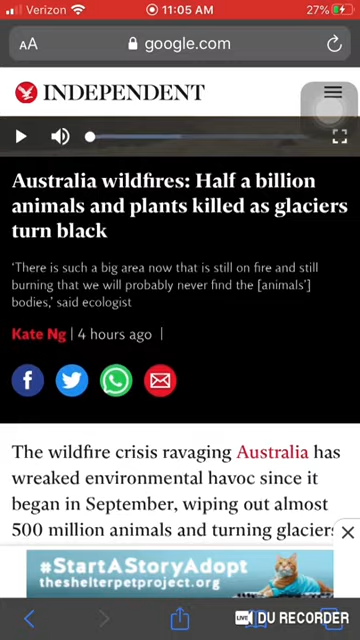 Verizon 11:05 AM 27%
AA google.com
INDEPENDENT
Australia wildfires: Half a billion
animals and plants killed as glaciers
turn black
‘There is such a big area now that is still on fire and still
burning that we will probably never find the [animals’]
bodies,’ said ecologist
Kate Ng | 4 hours ago |
The wildfire crisis ravaging Australia has
wreaked environmental havoc since it
began in September, wiping out almost
500 million animals and turning glaciers
#StartAStoryAdopt
theshelterpetproject.org
LIVE DU RECORDER